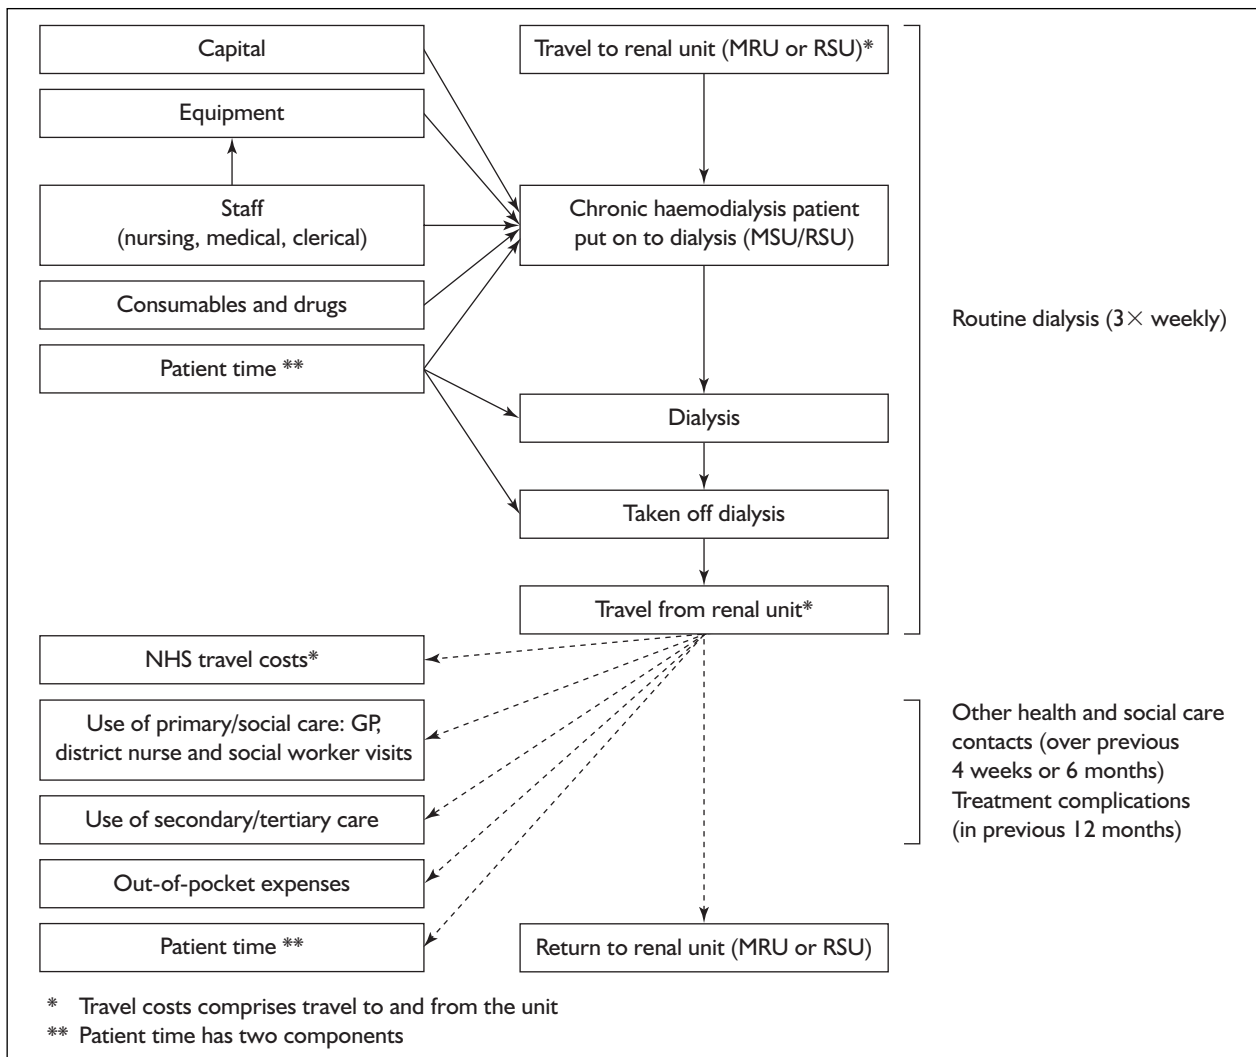 Capital
Travel to renal unit (MRU or RSU)*
Equipment
Staff
(nursing, medical, clerical)
Chronic haemodialysis patient
put on to dialysis (MSU/RSU)
Consumables and drugs
Routine dialysis (3× weekly)
Patient time **
Dialysis
Taken off dialysis
Travel from renal unit*
NHS travel costs*
Use of primary/social care: GP,
district nurse and social worker visits
Other health and social care
contacts (over previous
4 weeks or 6 months)
Treatment complications
(in previous 12 months)
Use of secondary/tertiary care
Out-of-pocket expenses
Patient time **
Return to renal unit (MRU or RSU)
* Travel costs comprises travel to and from the unit
** Patient time has two components